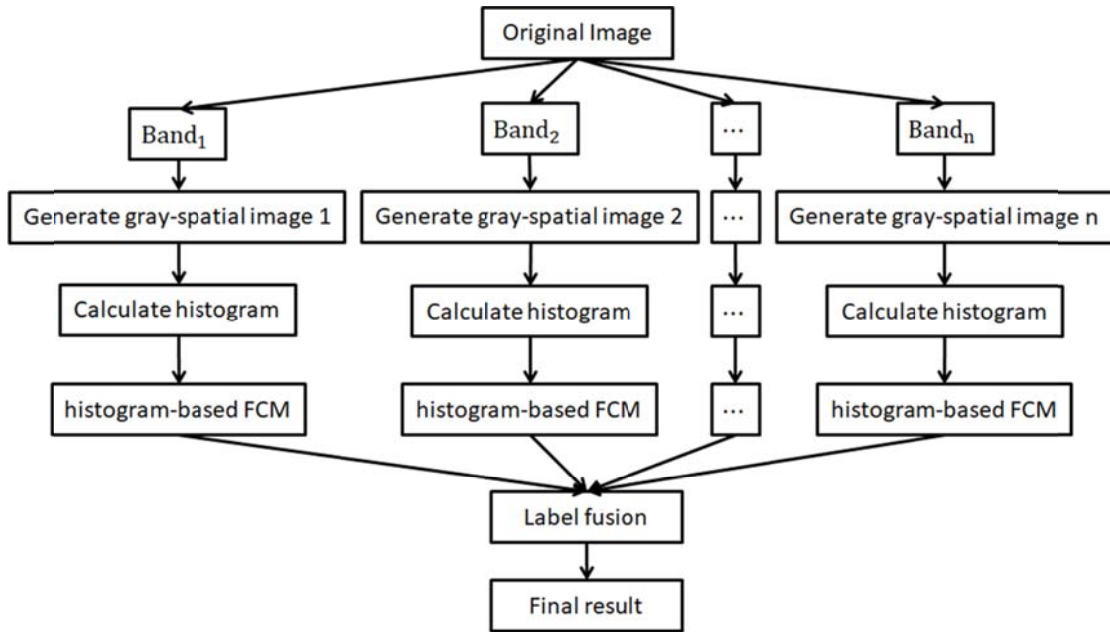 Original Image
Band₁
Band₂
...
Bandₙ
Generate gray-spatial image 1
Generate gray-spatial image 2
...
Generate gray-spatial image n
Calculate histogram
Calculate histogram
...
Calculate histogram
histogram-based FCM
histogram-based FCM
...
histogram-based FCM
Label fusion
Final result